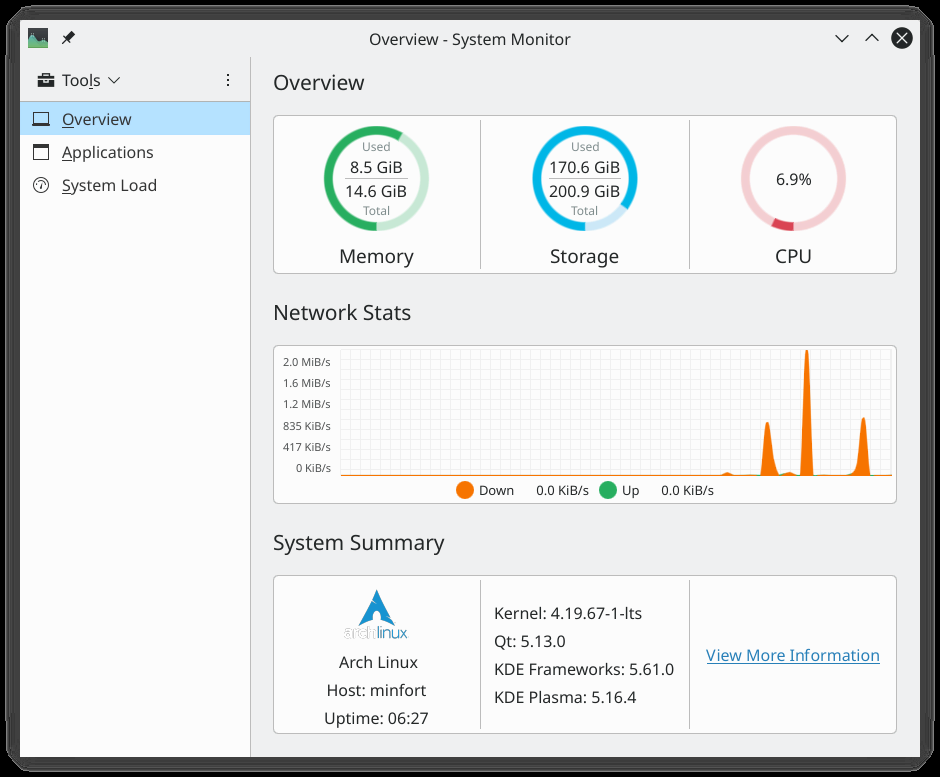 Overview - System Monitor
Tools
Overview
Applications
System Load
Overview
Used
8.5 GiB
14.6 GiB
Total
Memory
Used
170.6 GiB
200.9 GiB
Total
Storage
6.9%
CPU
Network Stats
2.0 MiB/s
1.6 MiB/s
1.2 MiB/s
835 KiB/s
417 KiB/s
0 KiB/s
Down 0.0 KiB/s Up 0.0 KiB/s
System Summary
archlinux
Arch Linux
Host: minfort
Uptime: 06:27
Kernel: 4.19.67-1-lts
Qt: 5.13.0
KDE Frameworks: 5.61.0
KDE Plasma: 5.16.4
View More Information